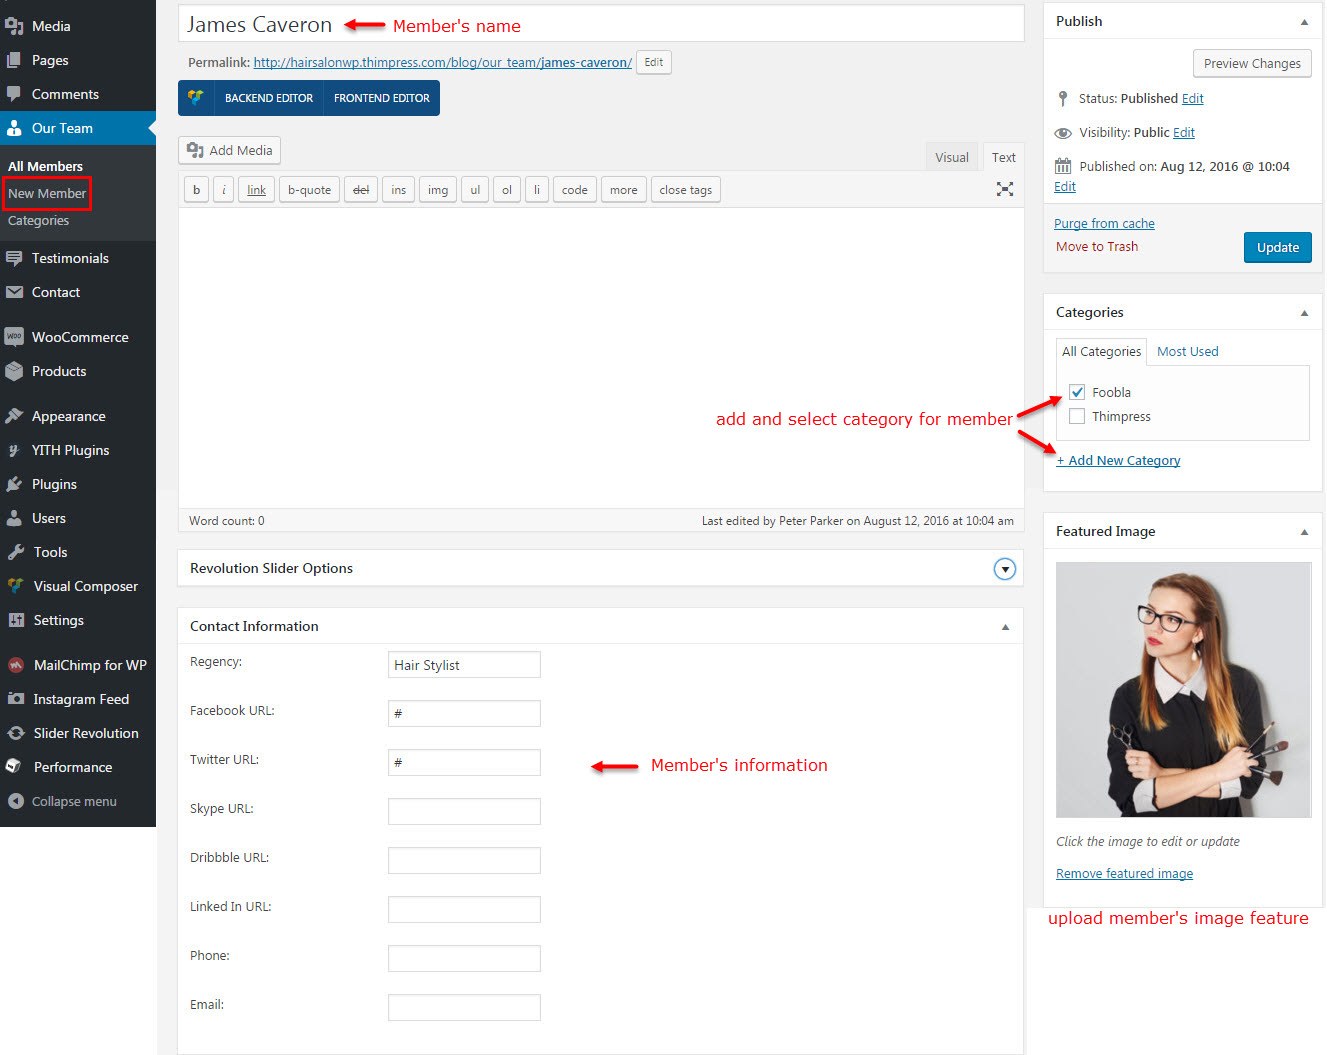 Media
Pages
Comments
Our Team
All Members
New Member
Categories
Testimonials
Contact
WooCommerce
Products
Appearance
YITH Plugins
Plugins
Users
Tools
Visual Composer
Settings
MailChimp for WP
Instagram Feed
Slider Revolution
Performance
Collapse menu
James Caveron
Member's name
Permalink: http://hairsalonwp.thimpress.com/blog/our_team/james-caveron/ Edit
BACKEND EDITOR FRONTEND EDITOR
Add Media
Visual Text
b i link b-quote del ins img ul ol li code more close tags
add and select category for member
Word count: 0
Last edited by Peter Parker on August 12, 2016 at 10:04 am
Revolution Slider Options
Contact Information
Regency: Hair Stylist
Facebook URL: #
Twitter URL: #
Member's information
Skype URL:
Dribbble URL:
Linked In URL:
Phone:
Email:
Publish
Preview Changes
Status: Published Edit
Visibility: Public Edit
Published on: Aug 12, 2016 @ 10:04
Edit
Purge from cache
Move to Trash
Update
Categories
All Categories Most Used
Foobla
Thimpress
+ Add New Category
Featured Image
Click the image to edit or update
Remove featured image
upload member's image feature